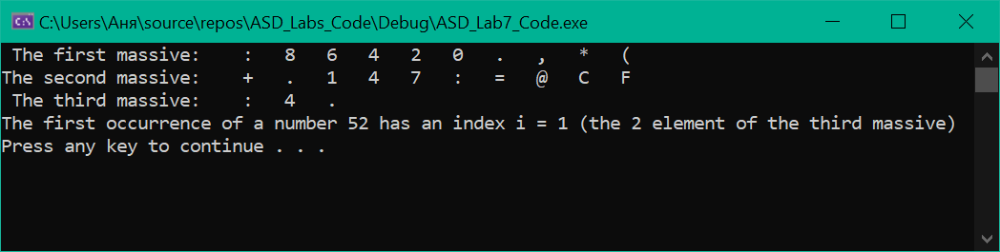 C:\Users\Аня\source\repos\ASD_Labs_Code\Debug\ASD_Lab7_Code.exe
The first massive: : 8 6 4 2 0 . , * (
The second massive: + . 1 4 7 : = @ C F
The third massive: : 4 .
The first occurrence of a number 52 has an index i = 1 (the 2 element of the third massive)
Press any key to continue . . .